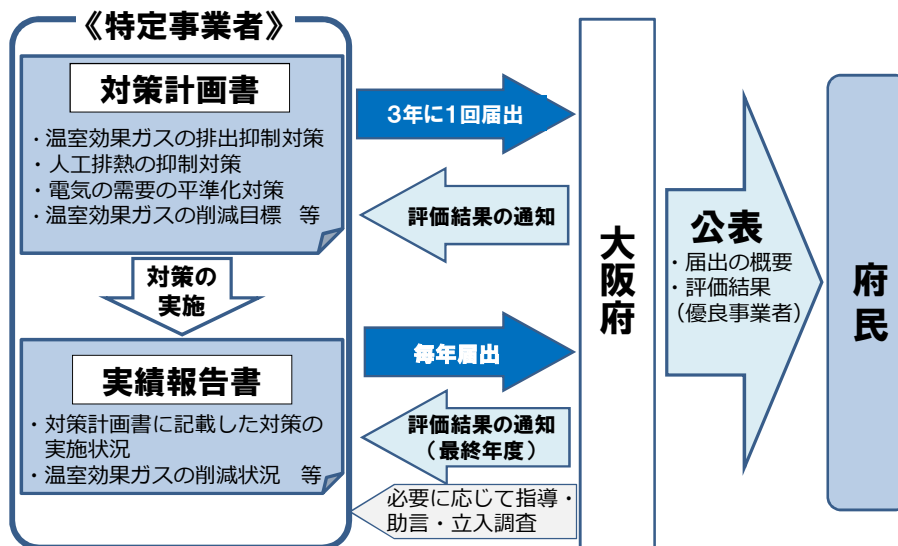 《特定事業者》
対策計画書
・温室効果ガスの排出抑制対策
・人工排熱の抑制対策
・電気の需要の平準化対策
・温室効果ガスの削減目標 等
対策の
実施
実績報告書
・対策計画書に記載した対策の
実施状況
・温室効果ガスの削減状況 等
3年に1回届出
評価結果の通知
毎年届出
評価結果の通知
(最終年度)
必要に応じて指導・
助言・立入調査
大阪府
公表
・届出の概要
・評価結果
(優良事業者)
府民